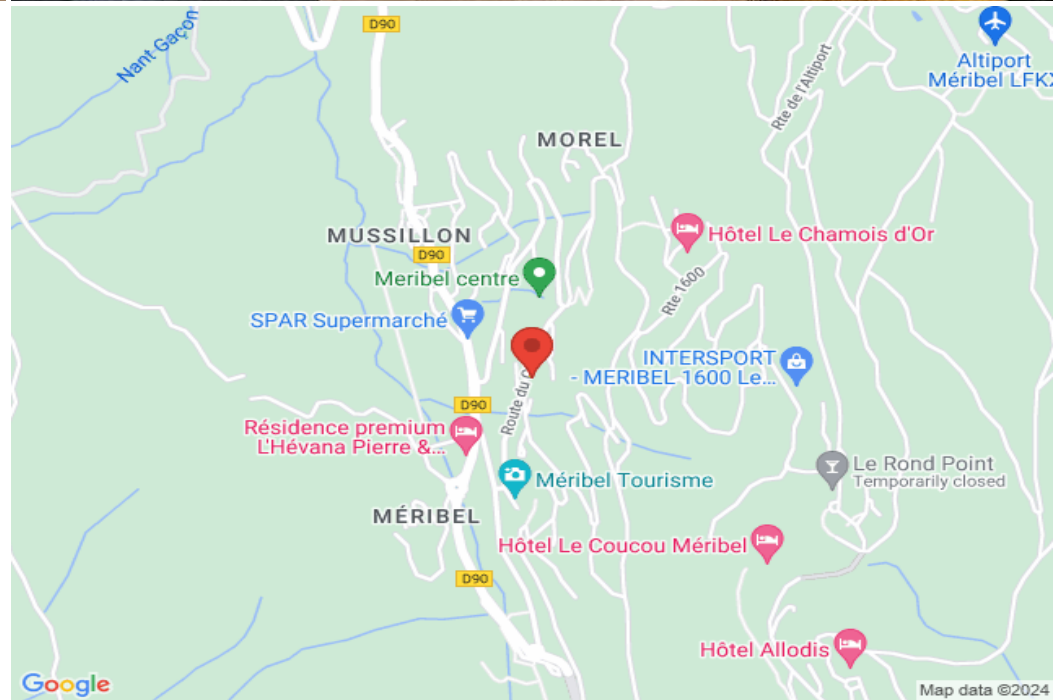 D90
Nant Gaçon
Altiport
Méribel LFKX
Rte de l'Altiport
MOREL
MUSSILLON
Hôtel Le Chamois d'Or
D90
Meribel centre
Rte 1600
SPAR Supermarché
INTERSPORT
- MERIBEL 1600 Le...
Route du
D90
Résidence premium
L'Hévana Pierre &...
Le Rond Point
Temporarily closed
Méribel Tourisme
MÉRIBEL
Hôtel Le Coucou Méribel
D90
Hôtel Allodis
Google
Map data ©2024